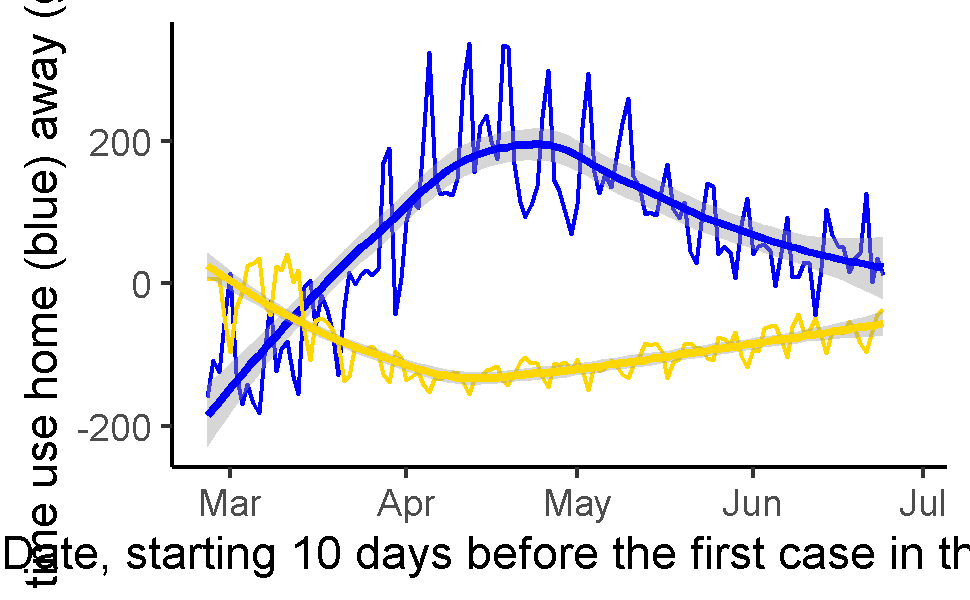 time use home (blue) away (
200
0
-200
Mar Apr May Jun Jul
Date, starting 10 days before the first case in th